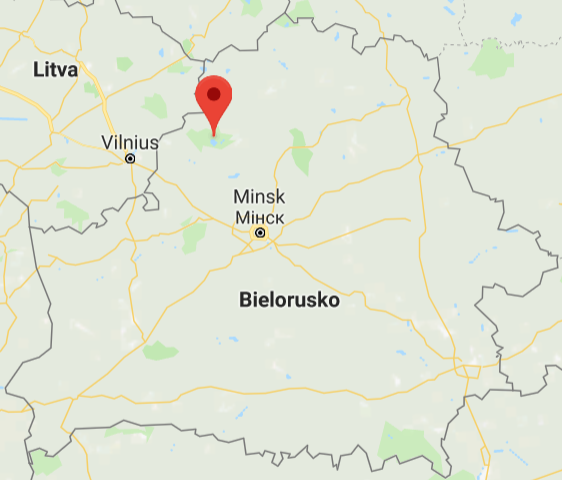 Litva
Vilnius
Minsk
Мінск
Bielorusko